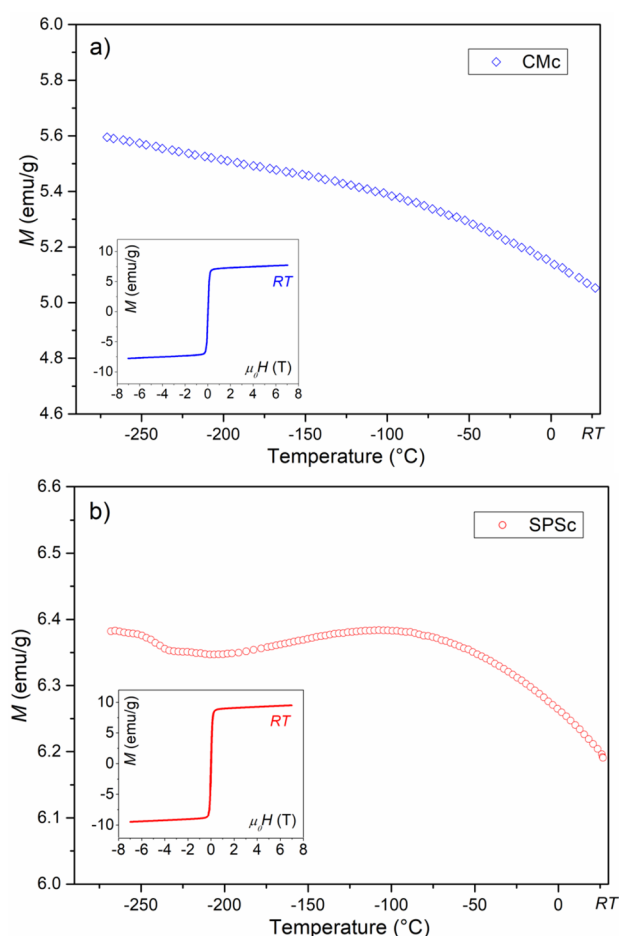 a)
CMc
6.0
5.8
5.6
5.4
5.2
5.0
4.8
4.6
M (emu/g)
-250 -200 -150 -100 -50 0 RT
Temperature (°C)
10
5
0
-5
-10
M (emu/g)
RT
μ₀H (T)
-8 -6 -4 -2 0 2 4 6 8
b)
SPSc
6.6
6.5
6.4
6.3
6.2
6.1
6.0
M (emu/g)
-250 -200 -150 -100 -50 0 RT
Temperature (°C)
10
5
0
-5
-10
M (emu/g)
RT
μ₀H (T)
-8 -6 -4 -2 0 2 4 6 8